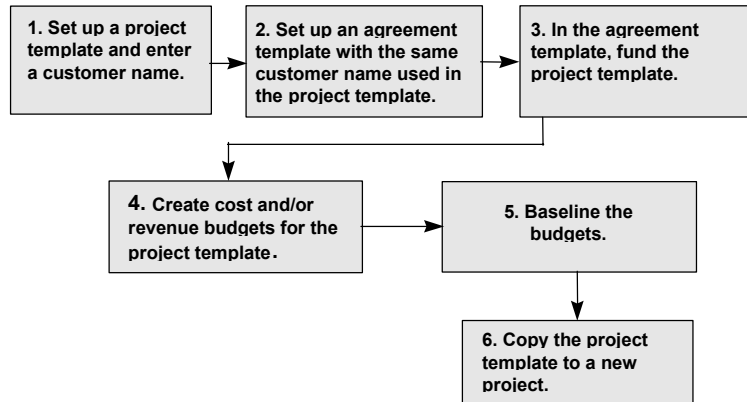 1. Set up a project
template and enter
a customer name.
2. Set up an agreement
template with the same
customer name used in
the project template.
3. In the agreement
template, fund the
project template.
4. Create cost and/or
revenue budgets for the
project template.
5. Baseline the
budgets.
6. Copy the project
template to a new
project.